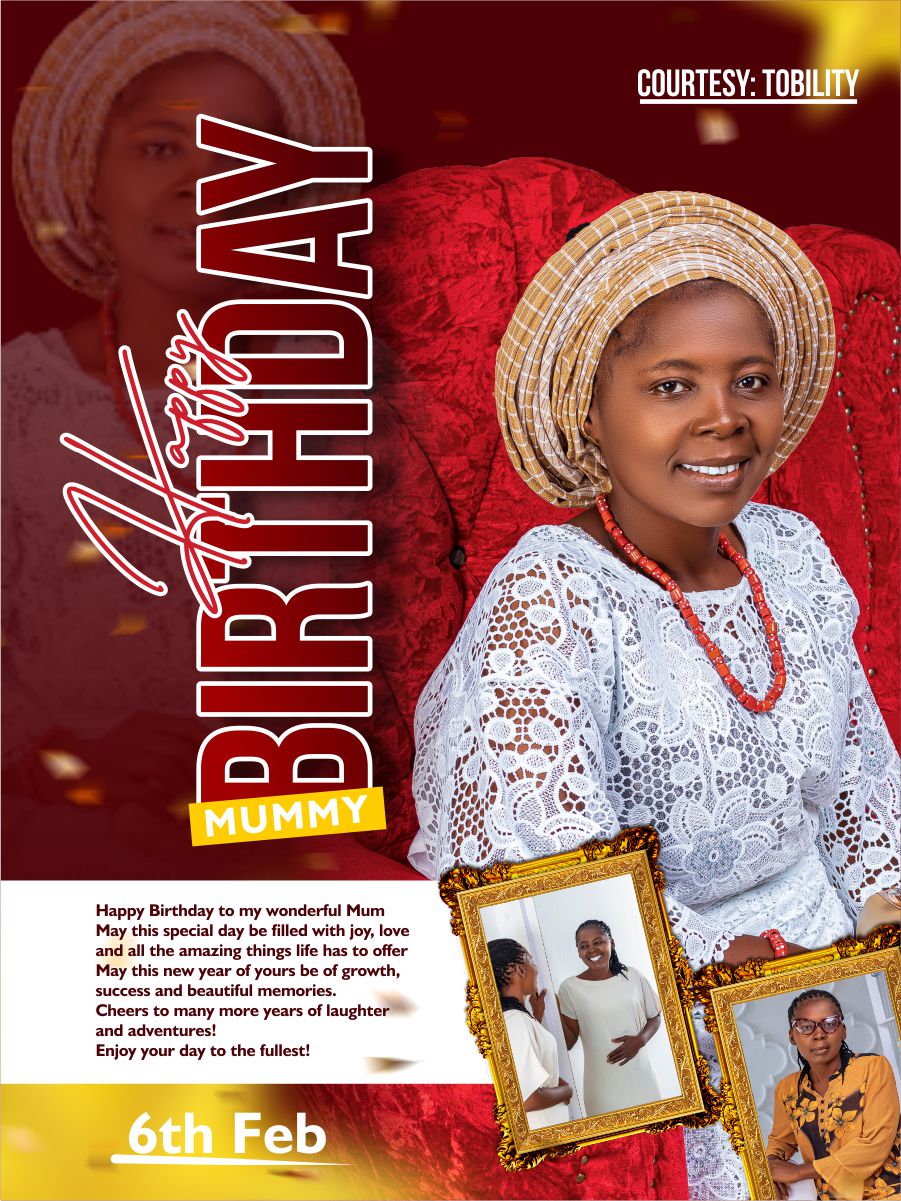 COURTESY: TOBILITY
Happy
BIRTHDAY
MUMMY
Happy Birthday to my wonderful Mum
May this special day be filled with joy, love
and all the amazing things life has to offer
May this new year of yours be of growth,
success and beautiful memories.
Cheers to many more years of laughter
and adventures!
Enjoy your day to the fullest!
6th Feb